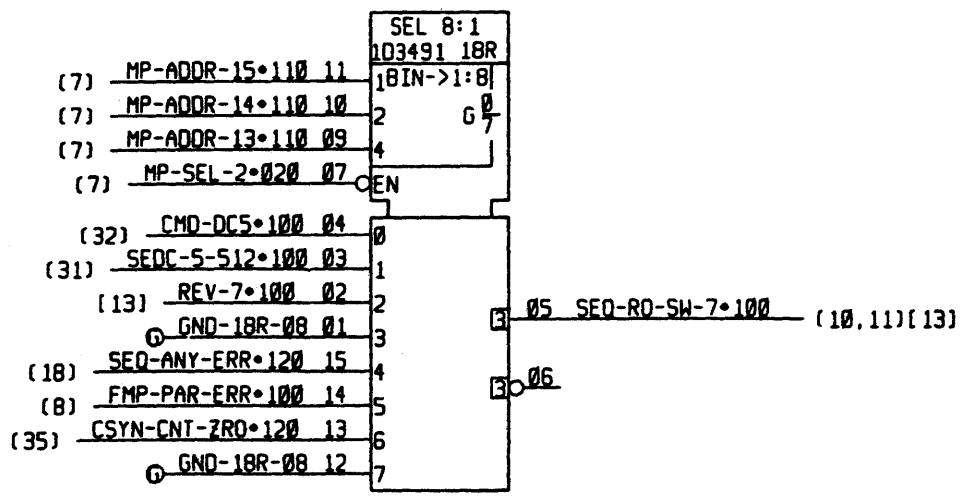 SEL 8:1
1D3491 18R
(7) MP-ADDR-15•110 11 1 BIN->1:8
(7) MP-ADDR-14•110 10 2 G 0/7
(7) MP-ADDR-13•110 09 4
(7) MP-SEL-2•020 07 EN
(32) CMD-DC5•100 04 0
(31) SEDC-S-512•100 03 1
[13) REV-7•100 02 2
G GND-18R-08 01 3
3 05 SEQ-RD-SW-7•100 (10,11)[13]
(18) SEQ-ANY-ERR•120 15 4
3 06
(8) FMP-PAR-ERR•100 14 5
(35) CSYN-CNT-ZRO•120 13 6
G GND-18R-08 12 7